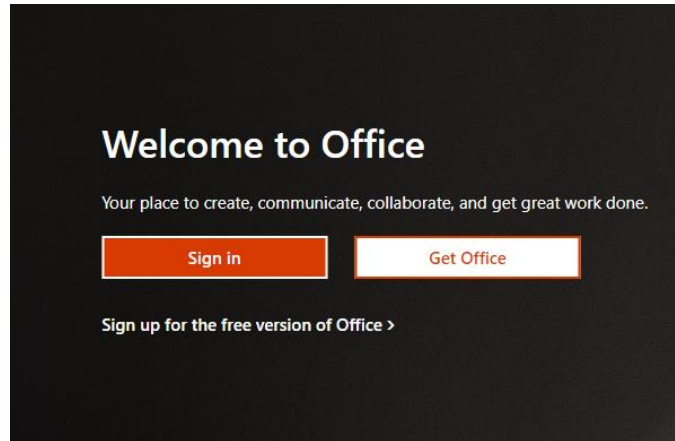 Welcome to Office
Your place to create, communicate, collaborate, and get great work done.
Sign in
Get Office
Sign up for the free version of Office >